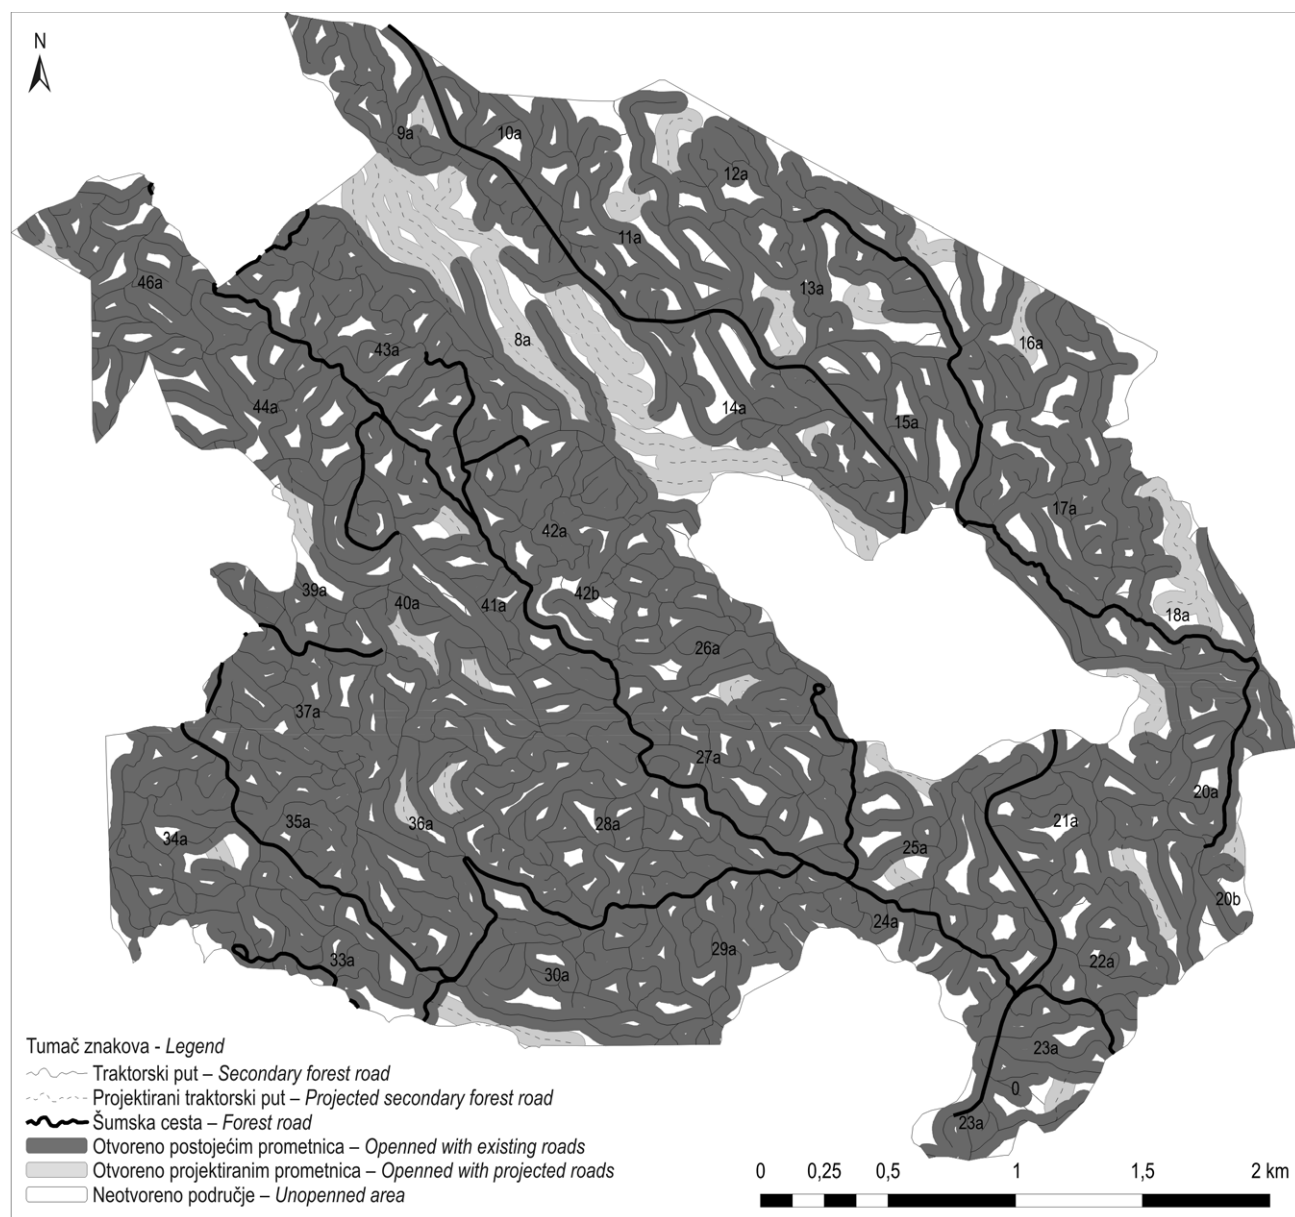 N
9a
10a
12a
11a
46a
13a
8a
16a
43a
44a
14a
15a
17a
42a
39a
40a
41a
42b
18a
26a
37a
27a
20a
34a
35a
36a
28a
25a
21a
20b
24a
33a
30a
29a
22a
23a
0
23a
Tumač znakova - Legend
Traktorski put – Secondary forest road
Projektirani traktorski put – Projected secondary forest road
Šumska cesta – Forest road
Otvoreno postojećim prometnica – Openned with existing roads
Otvoreno projektiranim prometnica – Openned with projected roads
Neotvoreno područje – Unopenned area
0 0,25 0,5 1 1,5 2 km